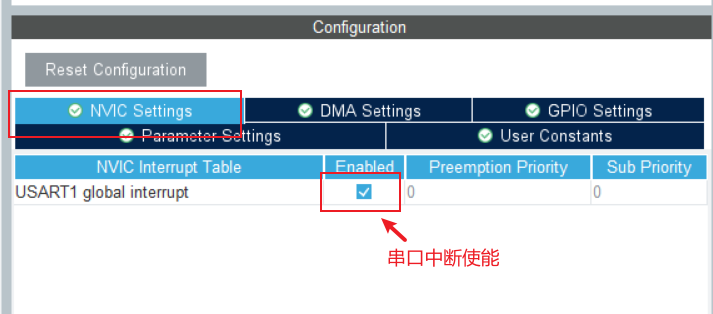 Configuration
Reset Configuration
NVIC Settings DMA Settings GPIO Settings
Parameter Settings User Constants
NVIC Interrupt Table Enabled Preemption Priority Sub Priority
USART1 global interrupt 0 0
串口中断使能